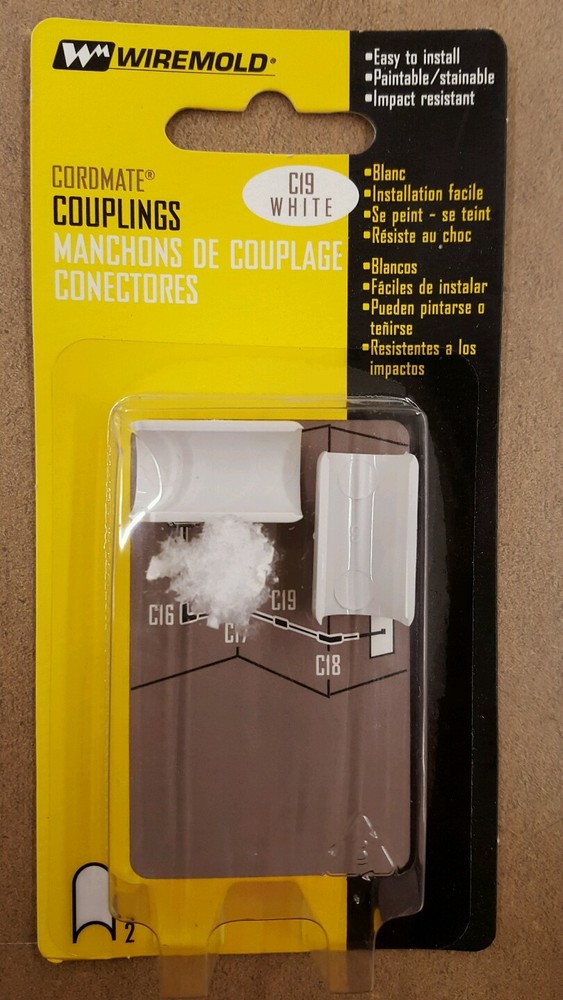 WM WIREMOLD®
Easy to install
Paintable/stainable
Impact resistant
CORDMATE®
COUPLINGS
MANCHONS DE COUPLAGE
CONECTORES
C19
WHITE
Blanc
Installation facile
Se peint - se teint
Résiste au choc
Blancos
Fáciles de instalar
Pueden pintarse o
teñirse
Resistentes a los
impactos
C16
C19
C18
2